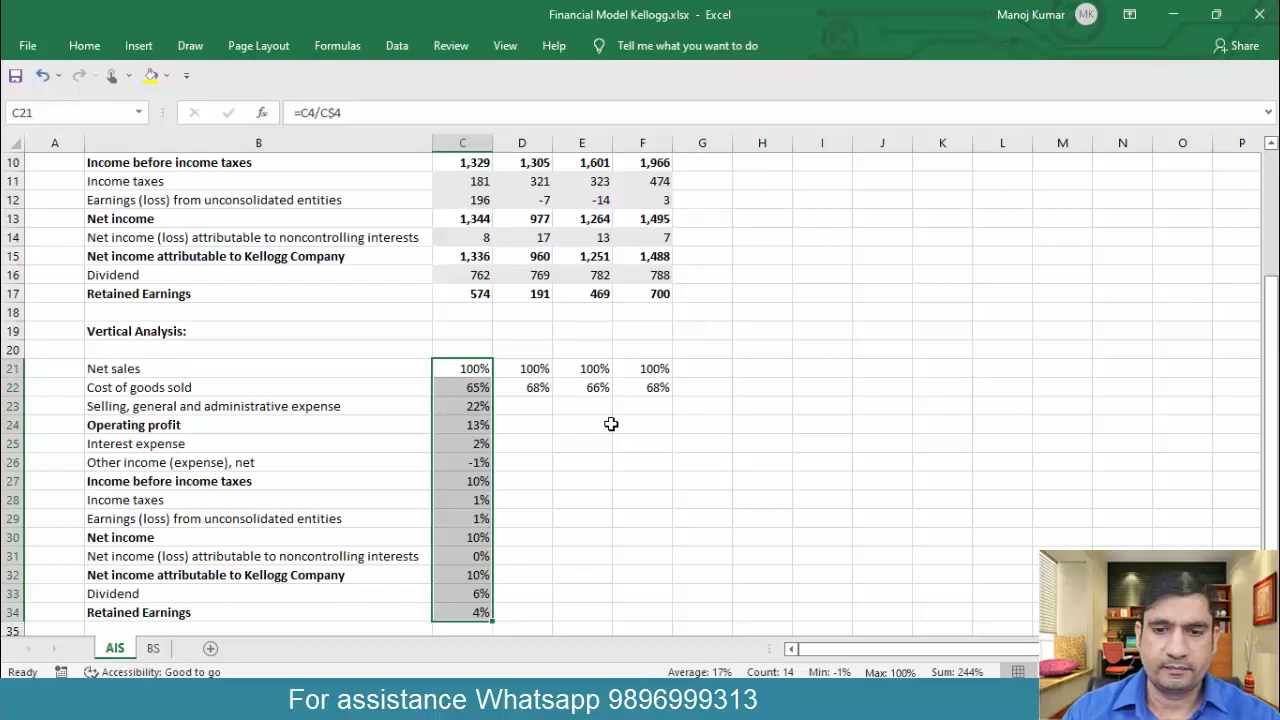 Financial Model Kellogg.xlsx - Excel
Manoj Kumar MK
File Home Insert Draw Page Layout Formulas Data Review View Help Tell me what you want to do Share
C21 fx =C4/C$4
A B C D E F G H I J K L M N O P
10 Income before income taxes 1,329 1,305 1,601 1,966
11 Income taxes 181 321 323 474
12 Earnings (loss) from unconsolidated entities 196 -7 -14 3
13 Net income 1,344 977 1,264 1,495
14 Net income (loss) attributable to noncontrolling interests 8 17 13 7
15 Net income attributable to Kellogg Company 1,336 960 1,251 1,488
16 Dividend 762 769 782 788
17 Retained Earnings 574 191 469 700
18
19 Vertical Analysis:
20
21 Net sales 100% 100% 100% 100%
22 Cost of goods sold 65% 68% 66% 68%
23 Selling, general and administrative expense 22%
24 Operating profit 13%
25 Interest expense 2%
26 Other income (expense), net -1%
27 Income before income taxes 10%
28 Income taxes 1%
29 Earnings (loss) from unconsolidated entities 1%
30 Net income 10%
31 Net income (loss) attributable to noncontrolling interests 0%
32 Net income attributable to Kellogg Company 10%
33 Dividend 6%
34 Retained Earnings 4%
35
AIS BS
Ready Accessibility: Good to go Average: 17% Count: 14 Min: -1% Max: 100% Sum: 244%
For assistance Whatsapp 9896999313